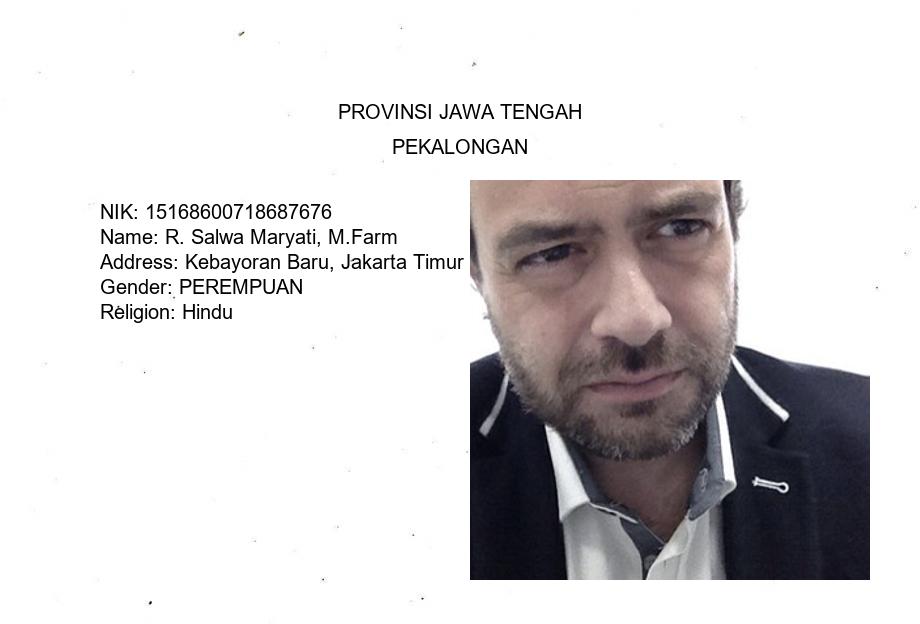 PROVINSI JAWA TENGAH
PEKALONGAN
NIK: 15168600718687676
Name: R. Salwa Maryati, M.Farm
Address: Kebayoran Baru, Jakarta Timur
Gender: PEREMPUAN
Religion: Hindu